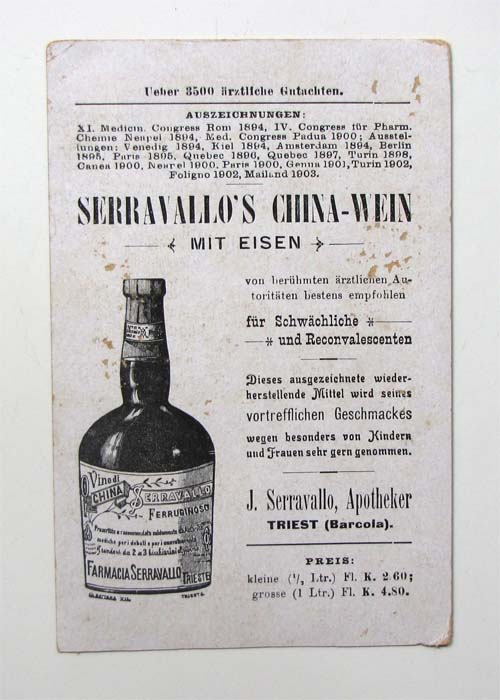 Ueber 3500 ärztliche Gutachten.
AUSZEICHNUNGEN:
XI. Medicin. Congress Rom 1894, IV. Congress für Pharm.
Chemie Neapel 1894, Med. Congress Padua 1900; Ausstel-
lungen: Venedig 1894, Kiel 1894, Amsterdam 1894, Berlin
1895, Paris 1895, Quebec 1896, Quebec 1897, Turin 1898,
Canea 1900, Neapel 1900, Paris 1900, Genua 1901, Turin 1902,
Foligno 1902, Mailand 1903.
SERRAVALLO'S CHINA-WEIN
MIT EISEN
von berühmten ärztlichen Au-
toritäten bestens empfohlen
für Schwächliche
und Reconvalescenten
Dieses ausgezeichnete wieder-
herstellende Mittel wird seines
vortrefflichen Geschmackes
wegen besonders von Kindern
und Frauen sehr gern genommen.
J. Serravallo, Apotheker
TRIEST (Barcola).
PREIS:
kleine (½ Ltr.) Fl. K. 2·60;
grosse (1 Ltr.) Fl. K. 4.80.
Vino di
CHINA SERRAVALLO
FERRUGINOSO
FARMACIA SERRAVALLO TRIESTE